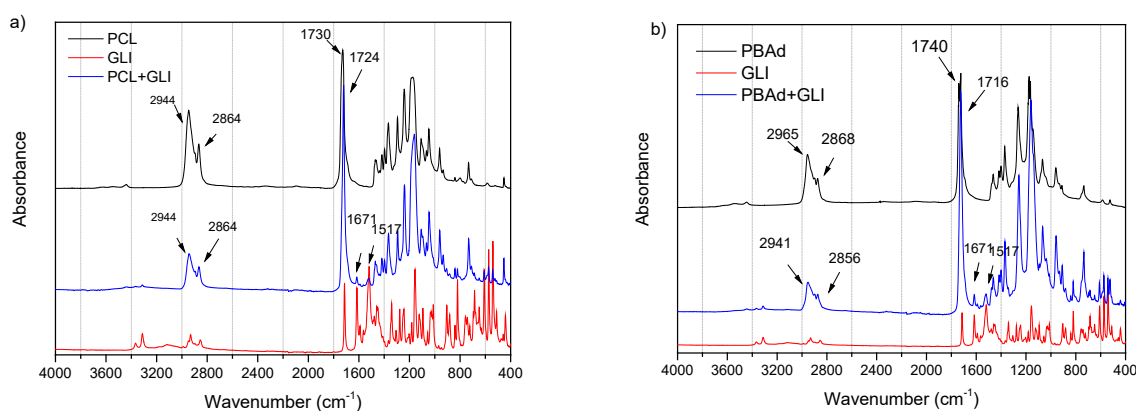 a)
PCL
GLI
PCL+GLI
1730
1724
2944
2864
2944
2864
1671
1517
Absorbance
4000 3600 3200 2800 2400 2000 1600 1200 800 400
Wavenumber (cm⁻¹)
b)
PBAd
GLI
PBAd+GLI
1740
1716
2965
2868
2941
2856
1671
1517
Absorbance
4000 3600 3200 2800 2400 2000 1600 1200 800 400
Wavenumber (cm⁻¹)